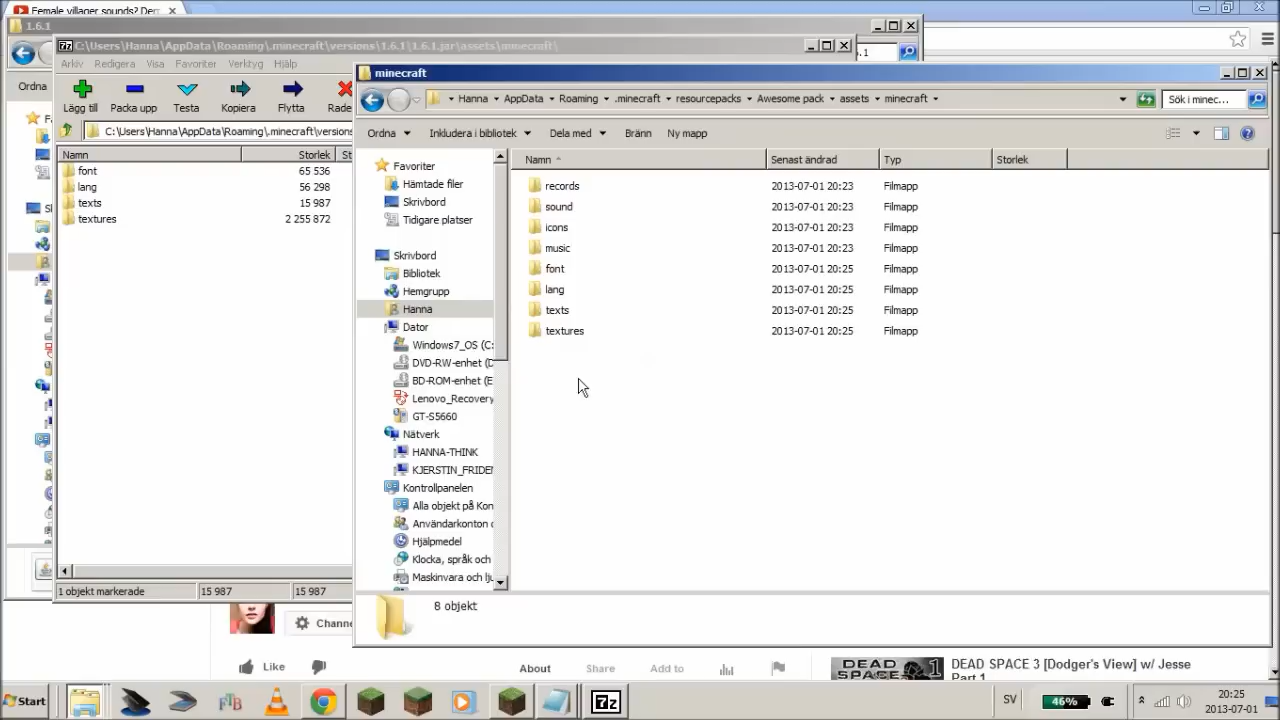 Female villager sounds? Den
1.6.1
C:\Users\Hanna\AppData\Roaming\.minecraft\versions\1.6.1\1.6.1.jar\assets\minecraft\
Arkiv Redigera Visa Favoriter Verktyg Hjälp
Ordna
Lägg till Packa upp Testa Kopiera Flytta Rade
C:\Users\Hanna\AppData\Roaming\.minecraft\versions
Namn Storlek St
font 65 536
lang 56 298
texts 15 987
textures 2 255 872
1 objekt markerade 15 987 15 987
minecraft
Hanna AppData Roaming .minecraft resourcepacks Awesome pack assets minecraft
Sök i minec...
Ordna Inkludera i bibliotek Dela med Bränn Ny mapp
Favoriter
Hämtade filer
Skrivbord
Tidigare platser
Skrivbord
Bibliotek
Hemgrupp
Hanna
Dator
Windows7_OS (C:
DVD-RW-enhet (D
BD-ROM-enhet (E
Lenovo_Recovery
GT-S5660
Nätverk
HANNA-THINK
KJERSTIN_FRIDEN
Kontrollpanelen
Alla objekt på Kon
Användarkonton o
Hjälpmedel
Klocka, språk och
Maskinvara och lju
Namn Senast ändrad Typ Storlek
records 2013-07-01 20:23 Filmapp
sound 2013-07-01 20:23 Filmapp
icons 2013-07-01 20:23 Filmapp
music 2013-07-01 20:23 Filmapp
font 2013-07-01 20:25 Filmapp
lang 2013-07-01 20:25 Filmapp
texts 2013-07-01 20:25 Filmapp
textures 2013-07-01 20:25 Filmapp
8 objekt
Channe
Like
About Share Add to
DEAD SPACE 1
DEAD SPACE 3 [Dodger's View] w/ Jesse
Part 1
Start
7z
SV
46%
20:25
2013-07-01